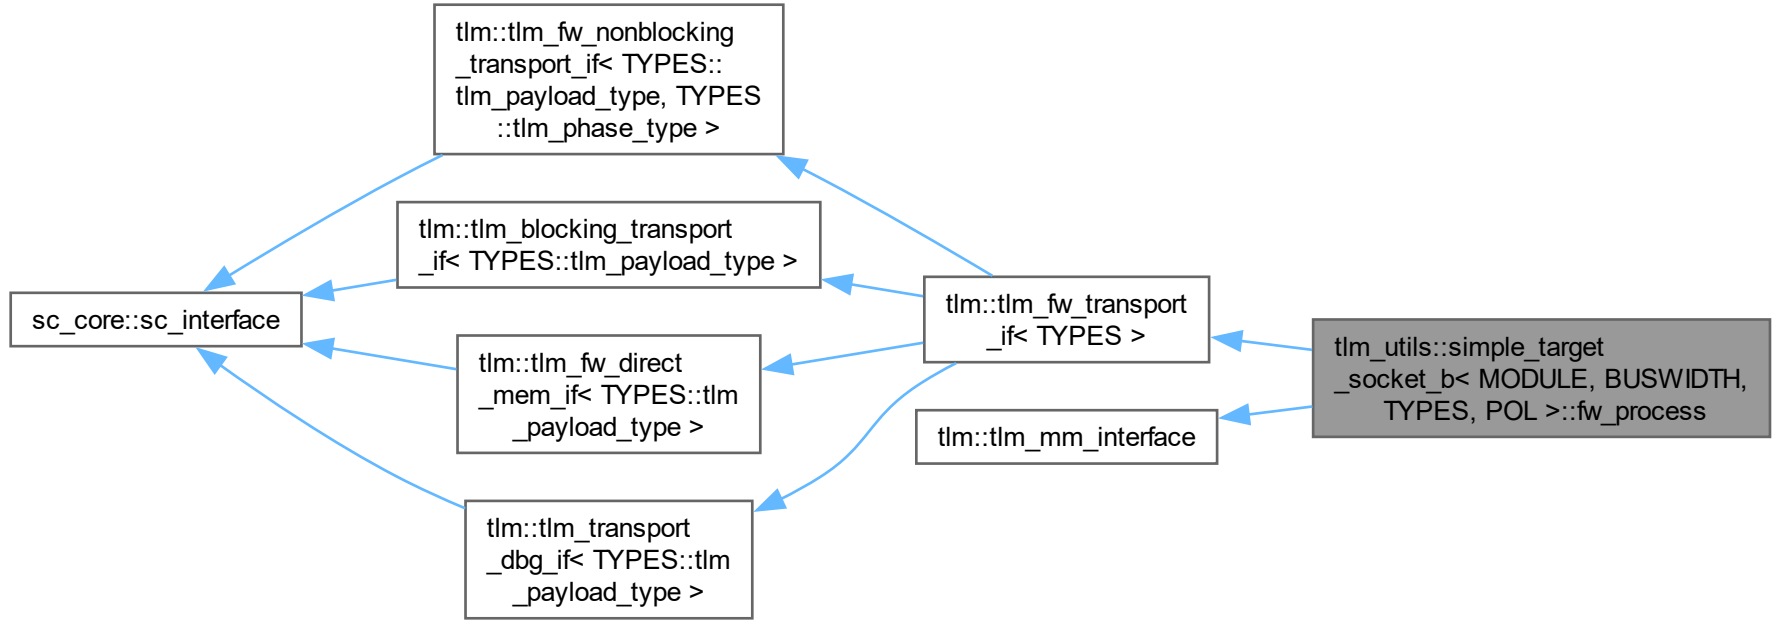 tlm::tlm_fw_nonblocking
_transport_if< TYPES::
tlm_payload_type, TYPES
::tlm_phase_type >
tlm::tlm_blocking_transport
_if< TYPES::tlm_payload_type >
sc_core::sc_interface
tlm::tlm_fw_direct
_mem_if< TYPES::tlm
_payload_type >
tlm::tlm_transport
_dbg_if< TYPES::tlm
_payload_type >
tlm::tlm_fw_transport
_if< TYPES >
tlm::tlm_mm_interface
tlm_utils::simple_target
_socket_b< MODULE, BUSWIDTH,
TYPES, POL >::fw_process